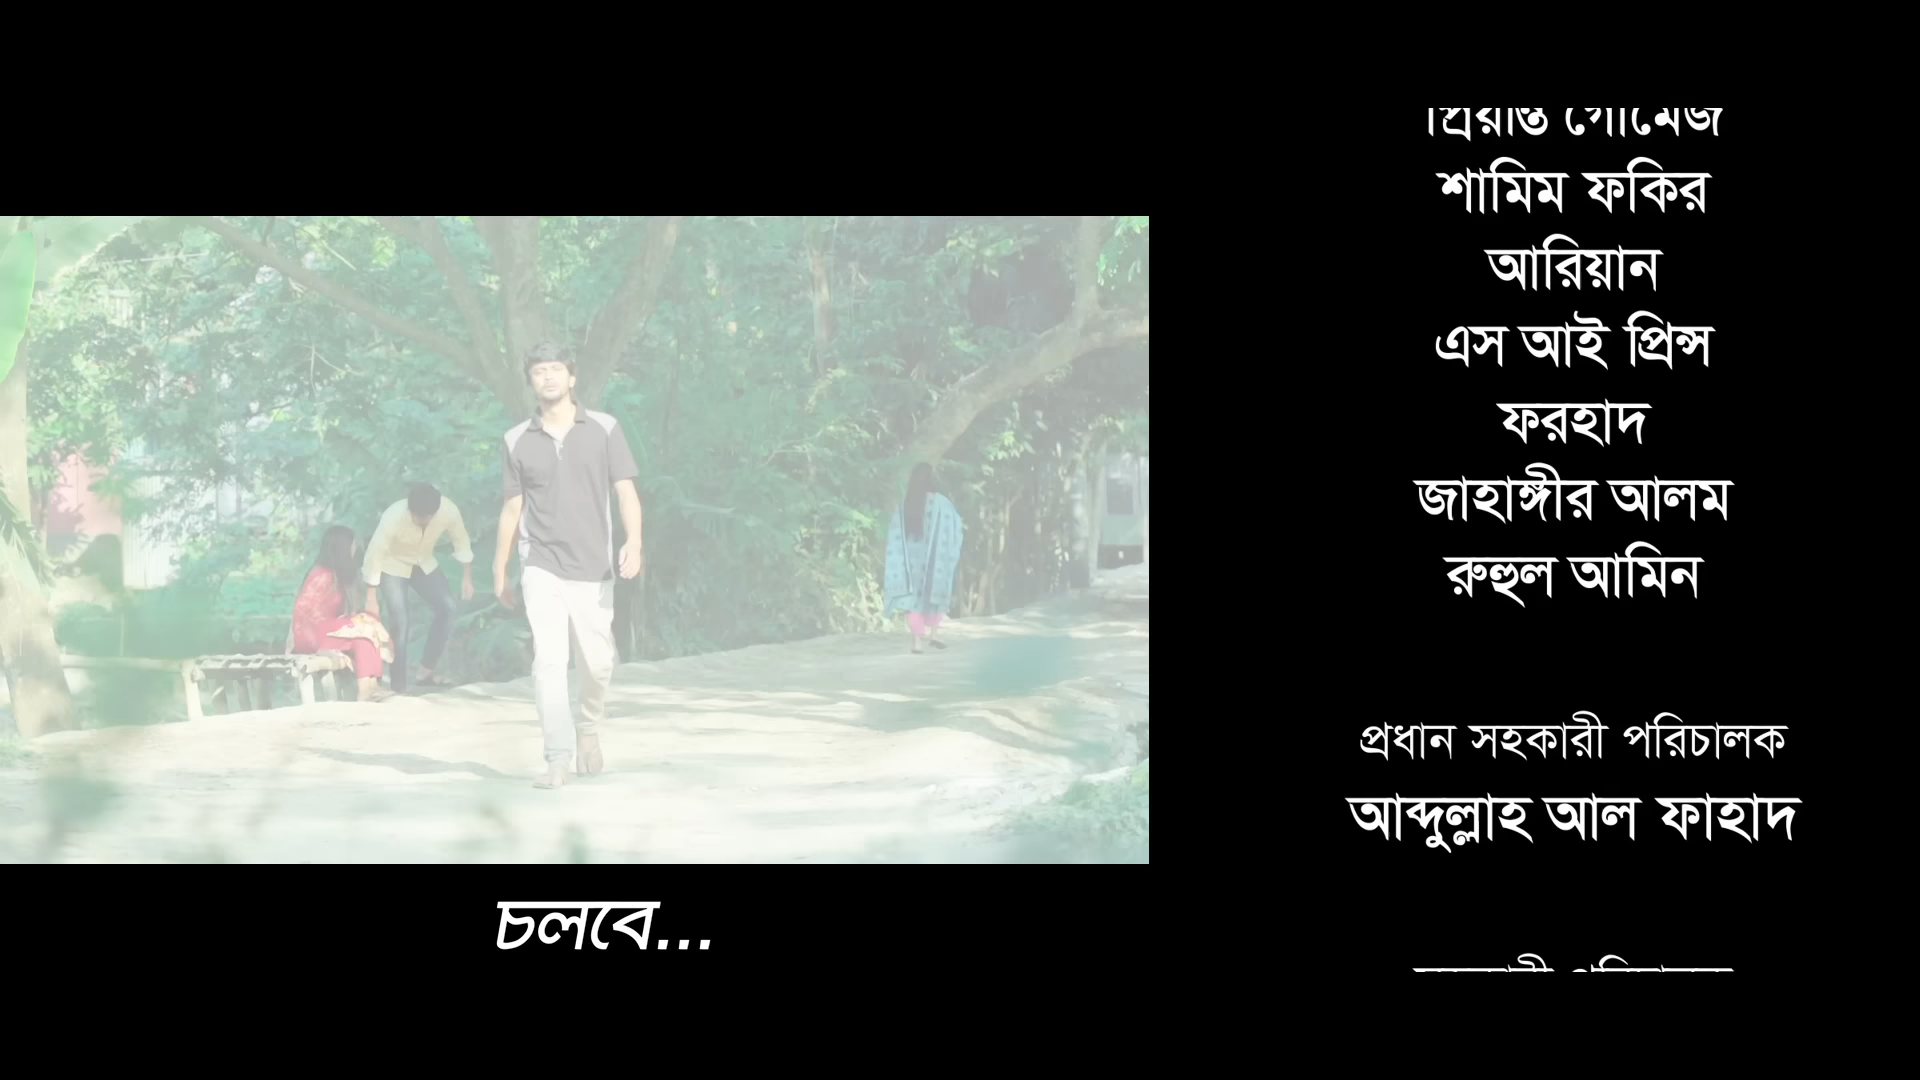 শামিম ফকির
আরিয়ান
এস আই প্রিন্স
ফরহাদ
জাহাঙ্গীর আলম
রুহুল আমিন
প্রধান সহকারী পরিচালক
আব্দুল্লাহ আল ফাহাদ
চলবে...